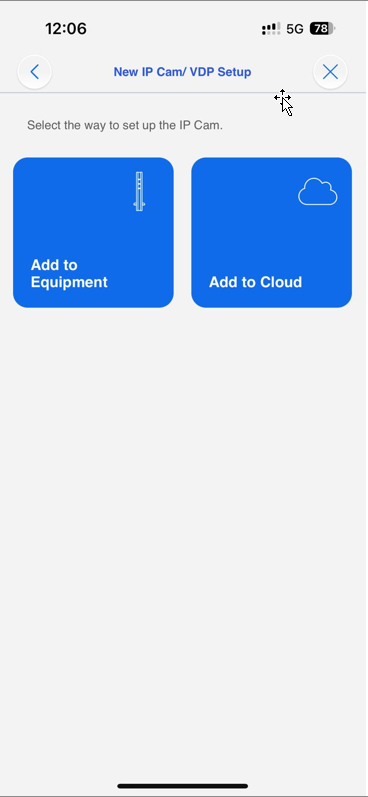 12:06 5G 78
New IP Cam/ VDP Setup
Select the way to set up the IP Cam.
Add to
Equipment
Add to Cloud